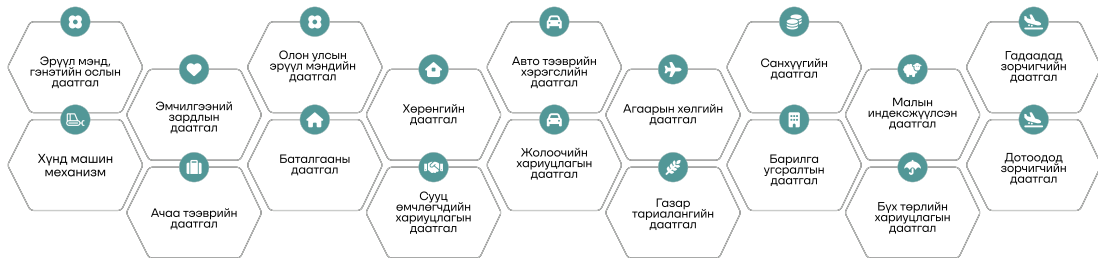 Эрүүл мэнд,
гэнэтийн ослын
даатгал
Хүнд машин
механизм
Эмчилгээний
зардлын
даатгал
Ачаа тээврийн
даатгал
Олон улсын
эрүүл мэндийн
даатгал
Баталгааны
даатгал
Хөрөнгийн
даатгал
Сууц
өмчлөгчдийн
хариуцлагын
даатгал
Авто тээврийн
хэрэгслийн
даатгал
Жолоочийн
хариуцлагын
даатгал
Агаарын хөлгийн
даатгал
Газар
тариалангийн
даатгал
Санхүүгийн
даатгал
Барилга
угсралтын
даатгал
Малын
индексжүүлсэн
даатгал
Бүх төрлийн
хариуцлагын
даатгал
Гадаадад
зорчигчийн
даатгал
Дотоодод
зорчигчийн
даатгал